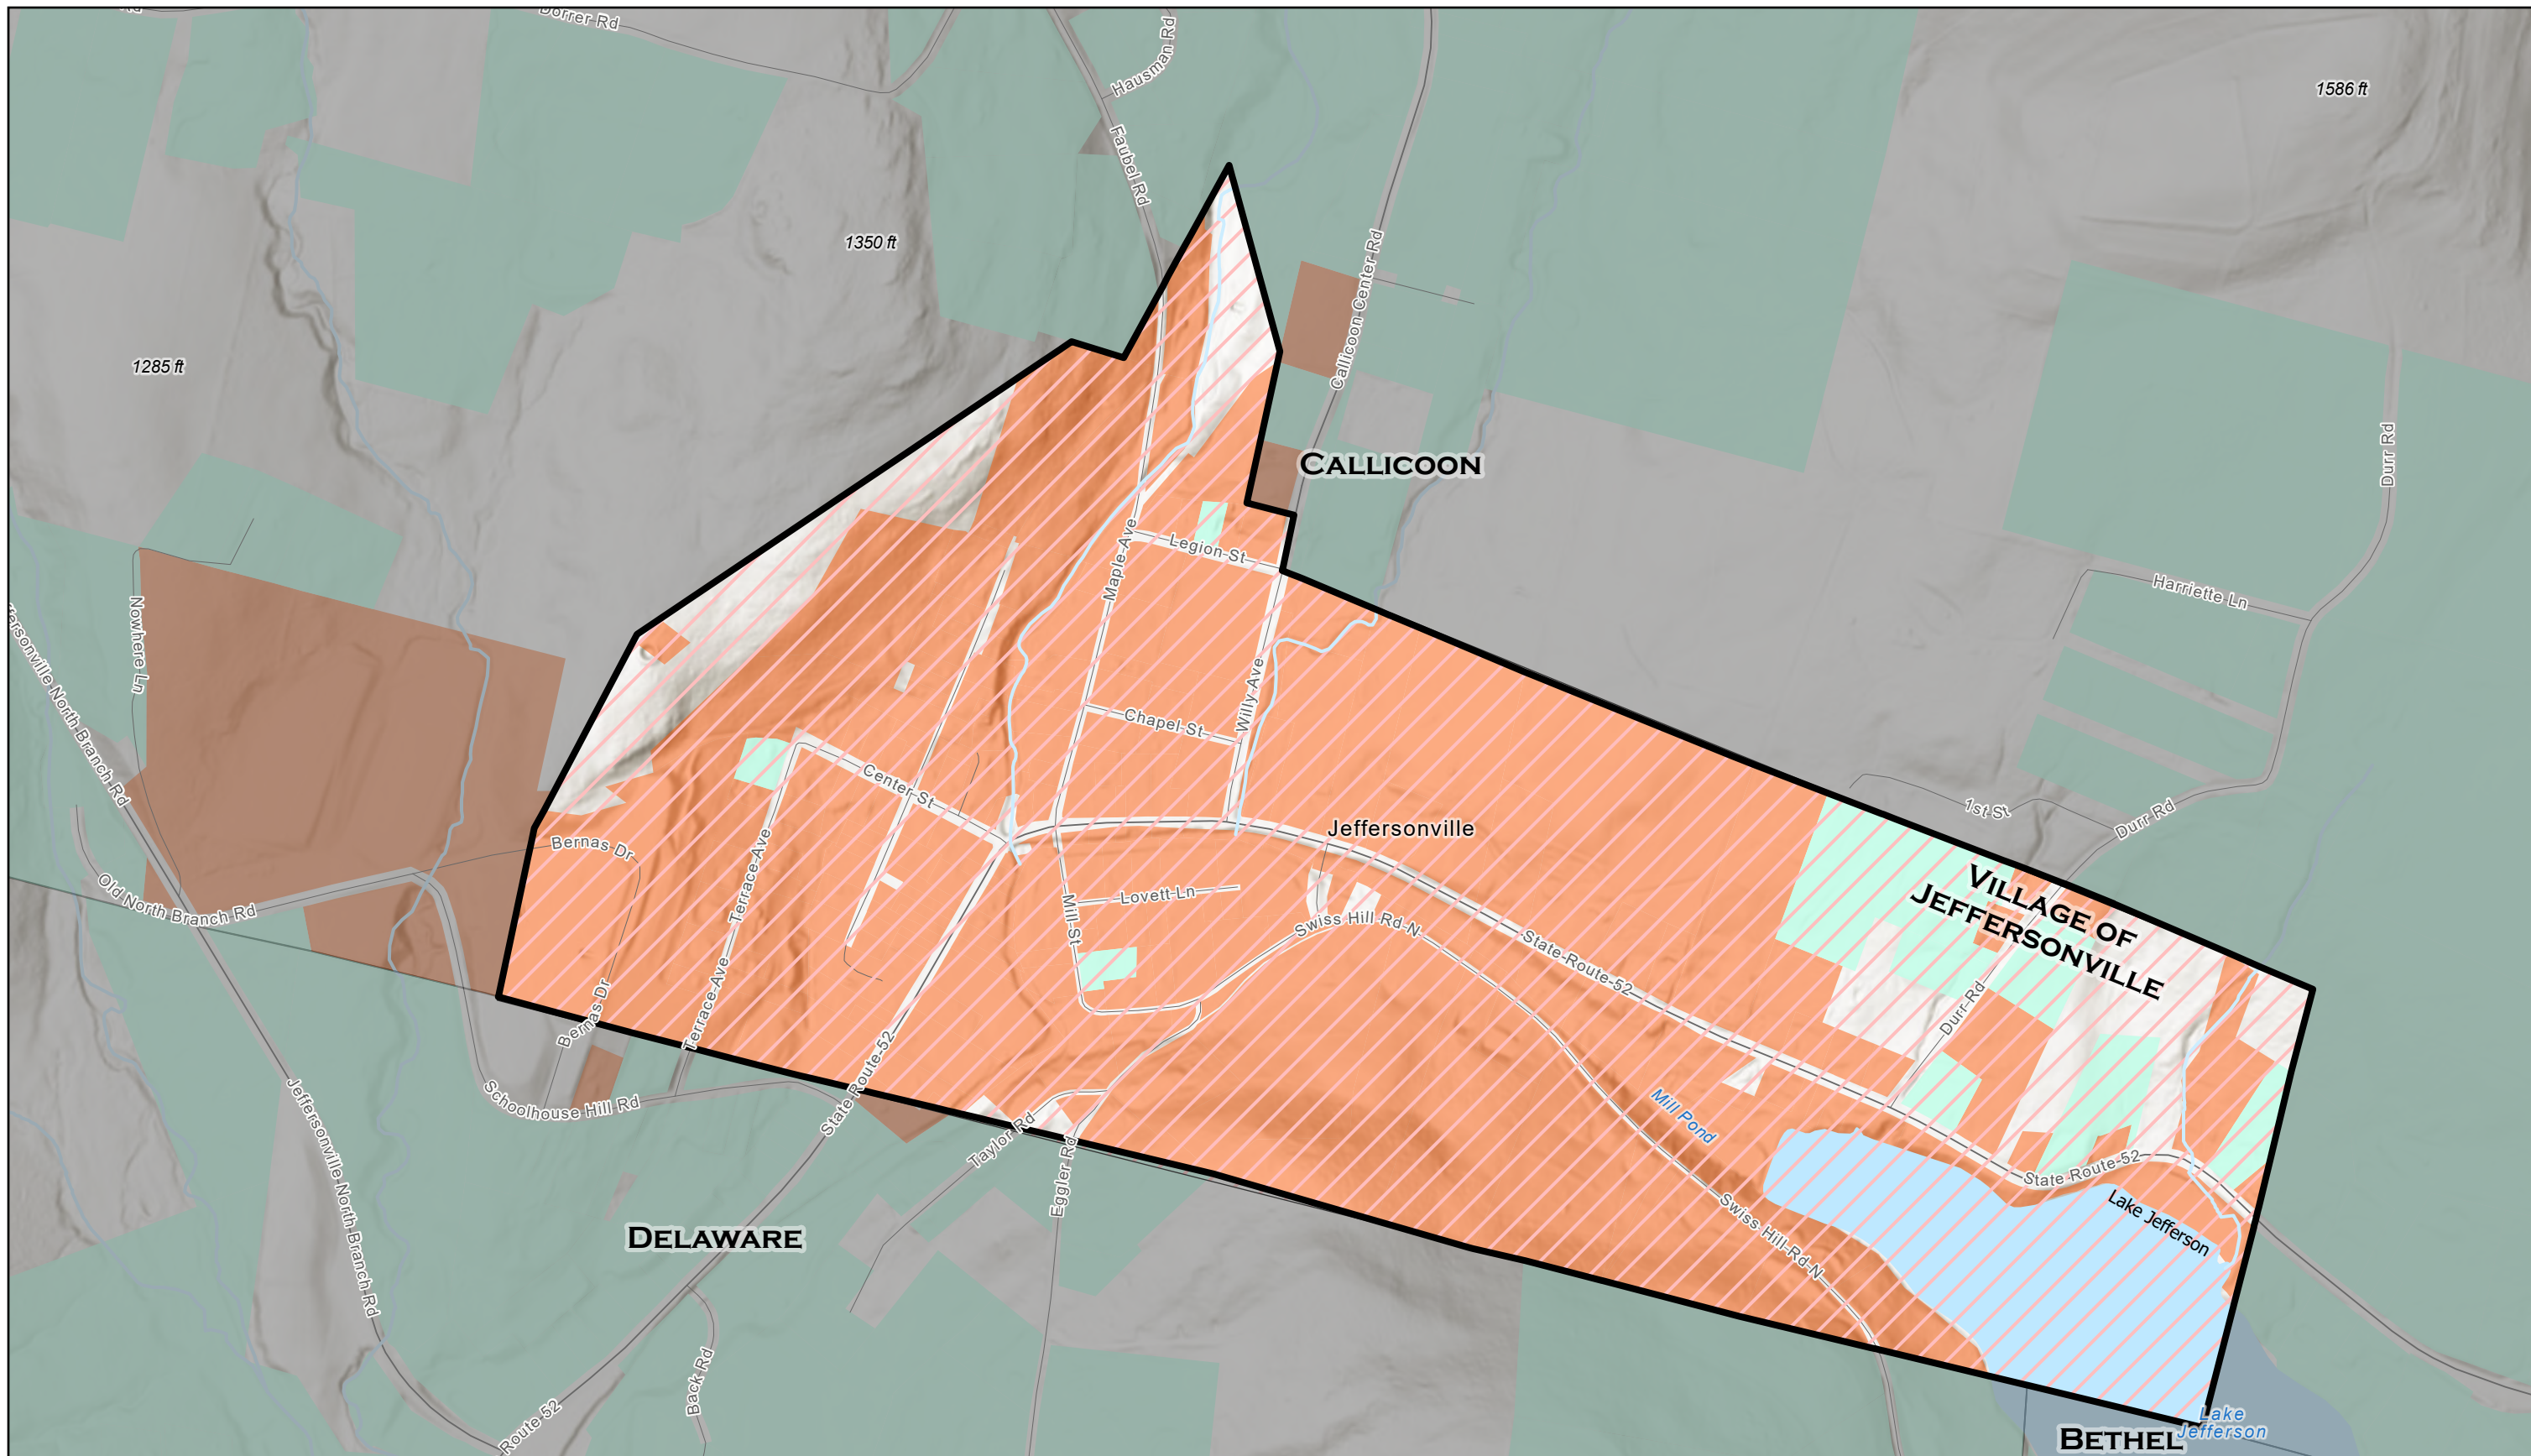 Rd
Dorrer Rd
Hausman Rd
1586 ft
Faubel Rd
1350 ft
Callicoon Center Rd
1285 ft
CALLICOON
Durr Rd
Maple Ave
Legion St
Harriette Ln
Nowhere Ln
ffersonville North Branch Rd
Willy Ave
Chapel St
Center St
1st St
Durr Rd
Jeffersonville
Bernas Dr
Terrace Ave
Old North Branch Rd
Lovett Ln
Mill St
Swiss Hill Rd N
VILLAGE OF
JEFFERSONVILLE
State Route 52
Terrace Ave
Bernas Dr
Durr Rd
Jeffersonville North Branch Rd
Schoolhouse Hill Rd
State Route 52
Taylor Rd
Eggler Rd
Mill Pond
State Route 52
Lake Jefferson
Swiss Hill Rd N
DELAWARE
Back Rd
Route 52
Lake
Jefferson
BETHEL